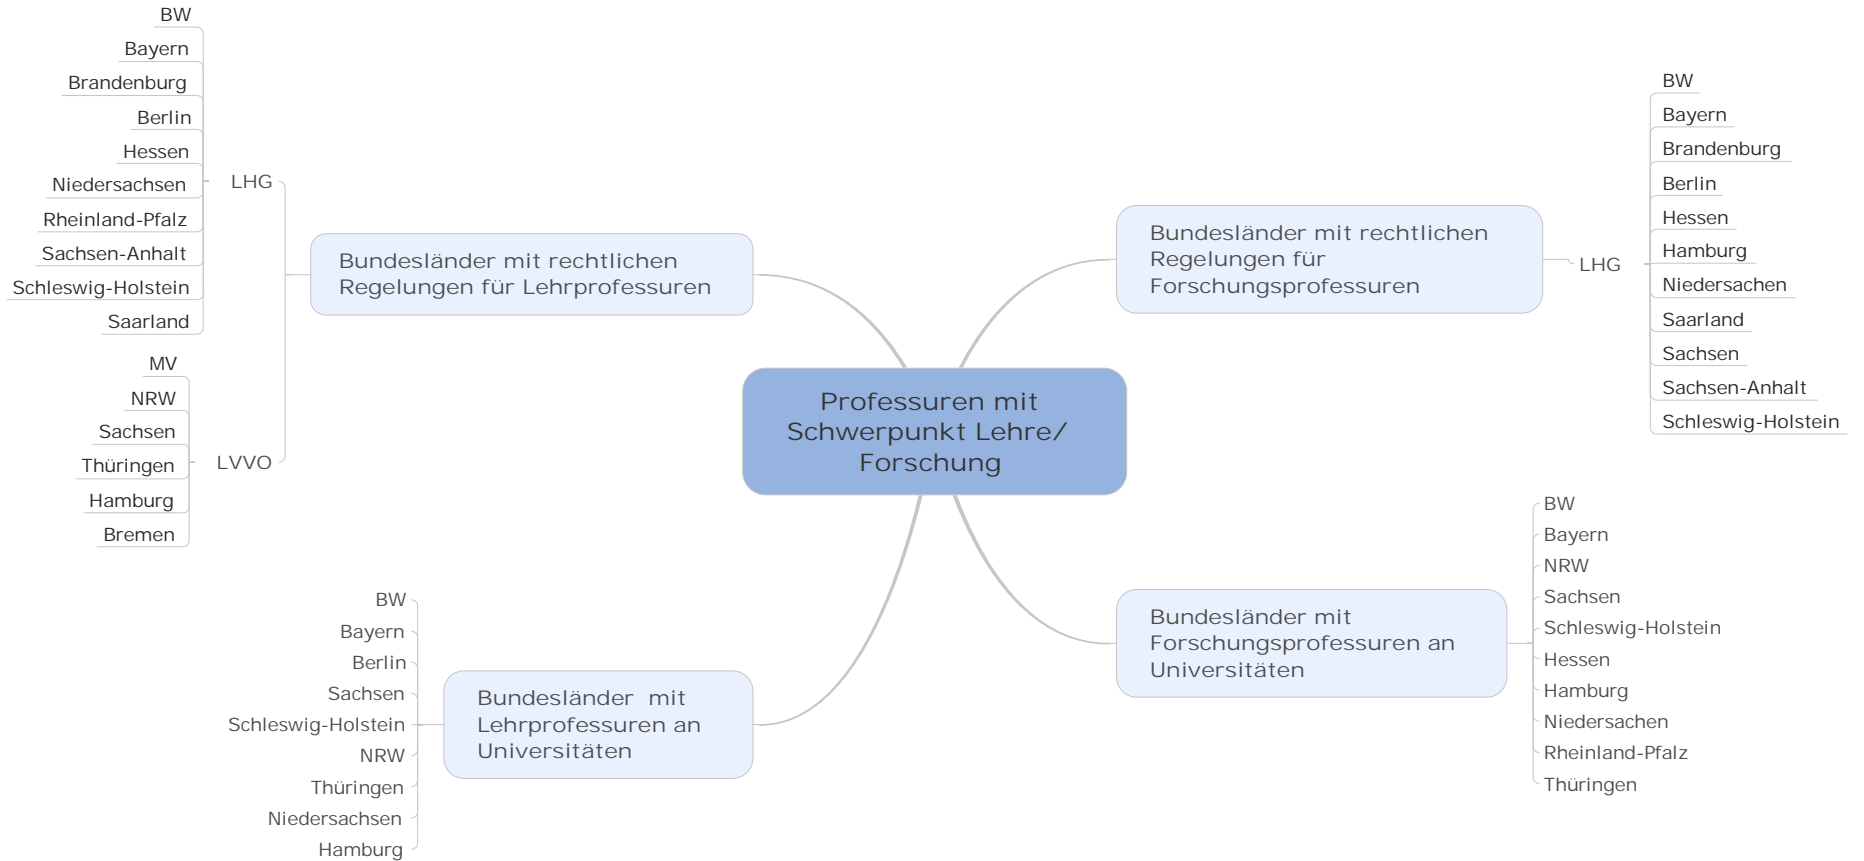 Professuren mit
Schwerpunkt Lehre/
Forschung
Bundesländer mit rechtlichen
Regelungen für Lehrprofessuren
LHG
BW
Bayern
Brandenburg
Berlin
Hessen
Niedersachsen
Rheinland-Pfalz
Sachsen-Anhalt
Schleswig-Holstein
Saarland
LVVO
MV
NRW
Sachsen
Thüringen
Hamburg
Bremen
Bundesländer mit
Lehrprofessuren an
Universitäten
BW
Bayern
Berlin
Sachsen
Schleswig-Holstein
NRW
Thüringen
Niedersachsen
Hamburg
Bundesländer mit rechtlichen
Regelungen für
Forschungsprofessuren
LHG
BW
Bayern
Brandenburg
Berlin
Hessen
Hamburg
Niedersachen
Saarland
Sachsen
Sachsen-Anhalt
Schleswig-Holstein
Bundesländer mit
Forschungsprofessuren an
Universitäten
BW
Bayern
NRW
Sachsen
Schleswig-Holstein
Hessen
Hamburg
Niedersachen
Rheinland-Pfalz
Thüringen